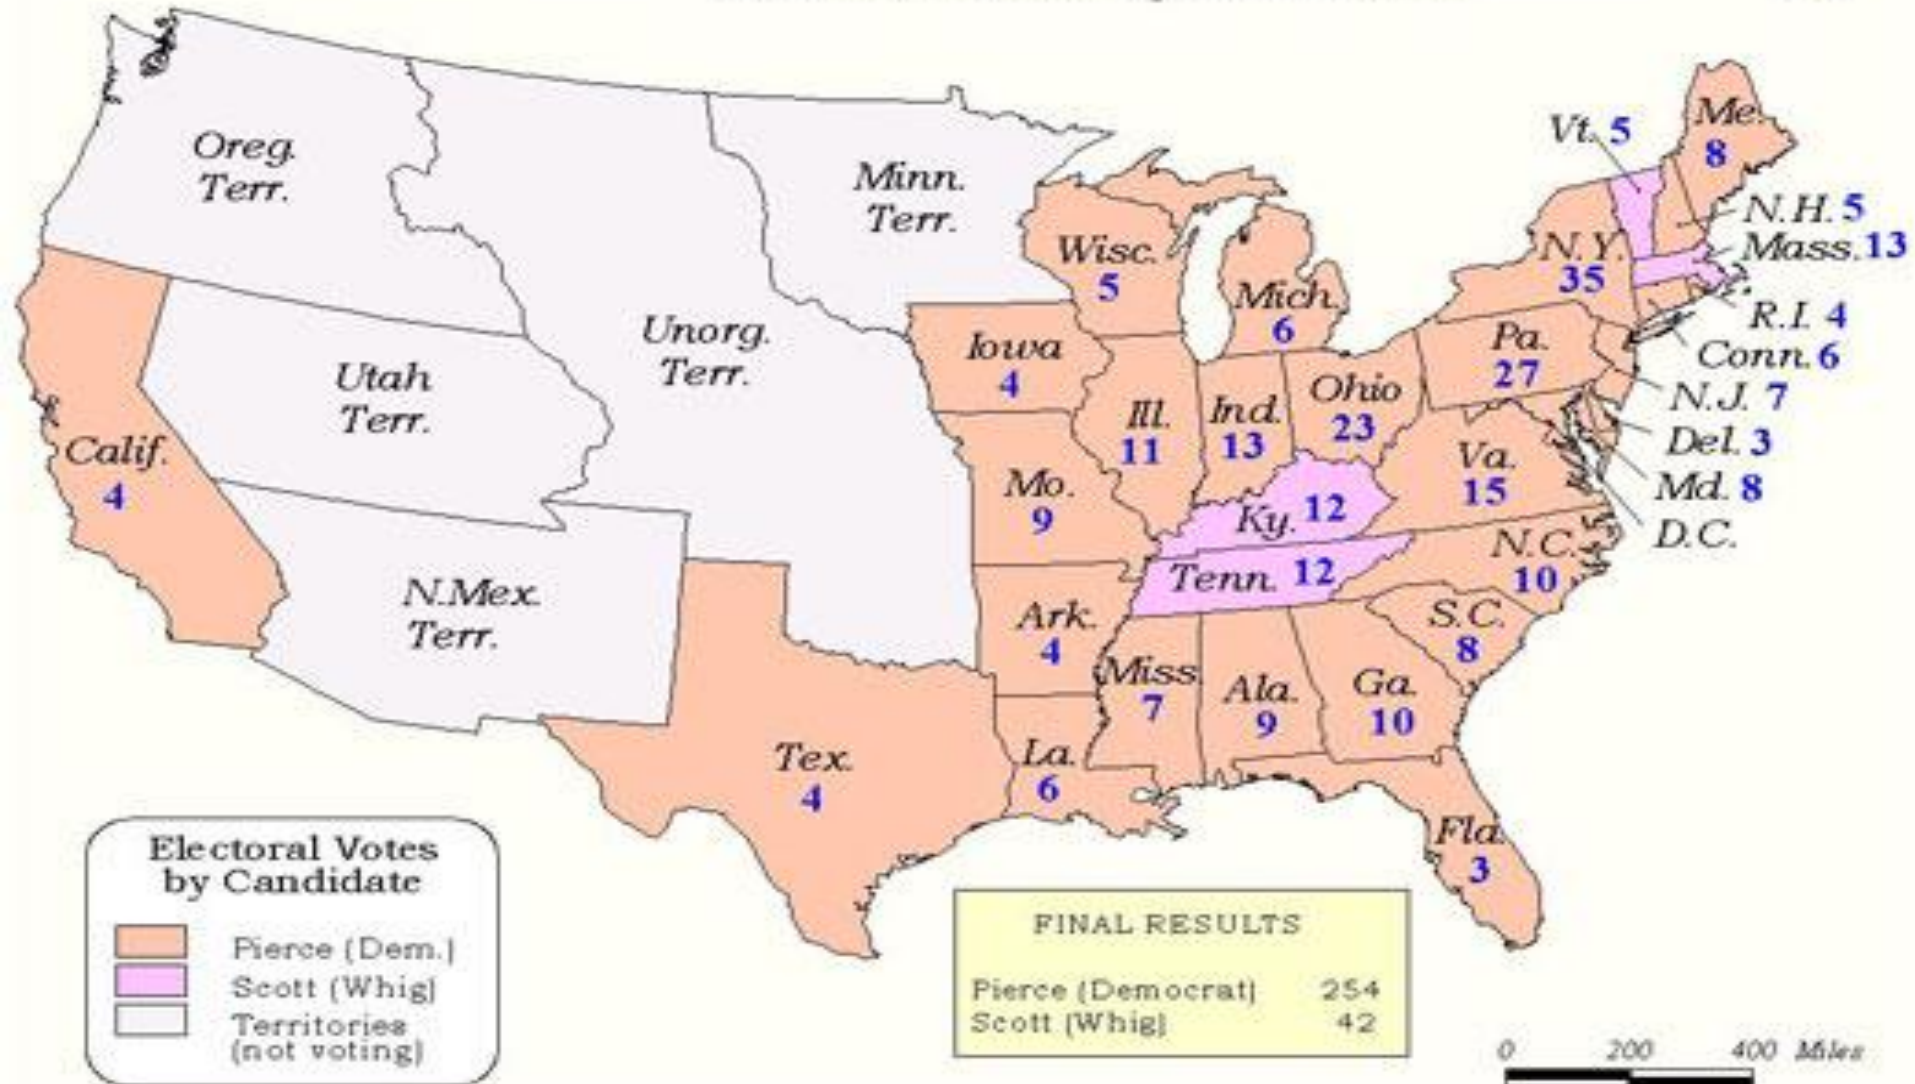 Oreg.
Terr.
Minn.
Terr.
Unorg.
Terr.
Utah
Terr.
N.Mex.
Terr.
Calif.
4
Tex.
4
Wisc.
5
Mich.
6
Iowa
4
Ill.
11
Ind.
13
Ohio
23
Mo.
9
Ky. 12
Tenn. 12
Ark.
4
La.
6
Miss
7
Ala.
9
Ga.
10
Fla.
3
S.C.
8
N.C.
10
Va.
15
Pa.
27
N.Y.
35
Vt. 5
Me.
8
N.H. 5
Mass. 13
R.I. 4
Conn. 6
N.J. 7
Del. 3
Md. 8
D.C.
Electoral Votes
by Candidate
Pierce (Dem.)
Scott (Whig)
Territories
(not voting)
FINAL RESULTS
Pierce (Democrat) 254
Scott (Whig) 42
0 200 400 Miles